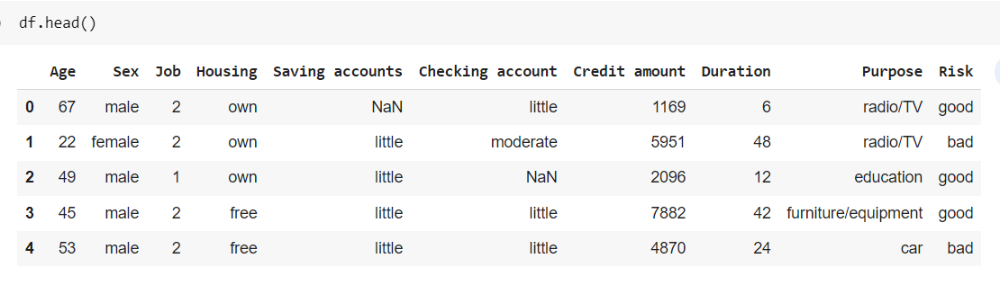 df.head()
Age Sex Job Housing Saving accounts Checking account Credit amount Duration Purpose Risk
0 67 male 2 own NaN little 1169 6 radio/TV good
1 22 female 2 own little moderate 5951 48 radio/TV bad
2 49 male 1 own little NaN 2096 12 education good
3 45 male 2 free little little 7882 42 furniture/equipment good
4 53 male 2 free little little 4870 24 car bad